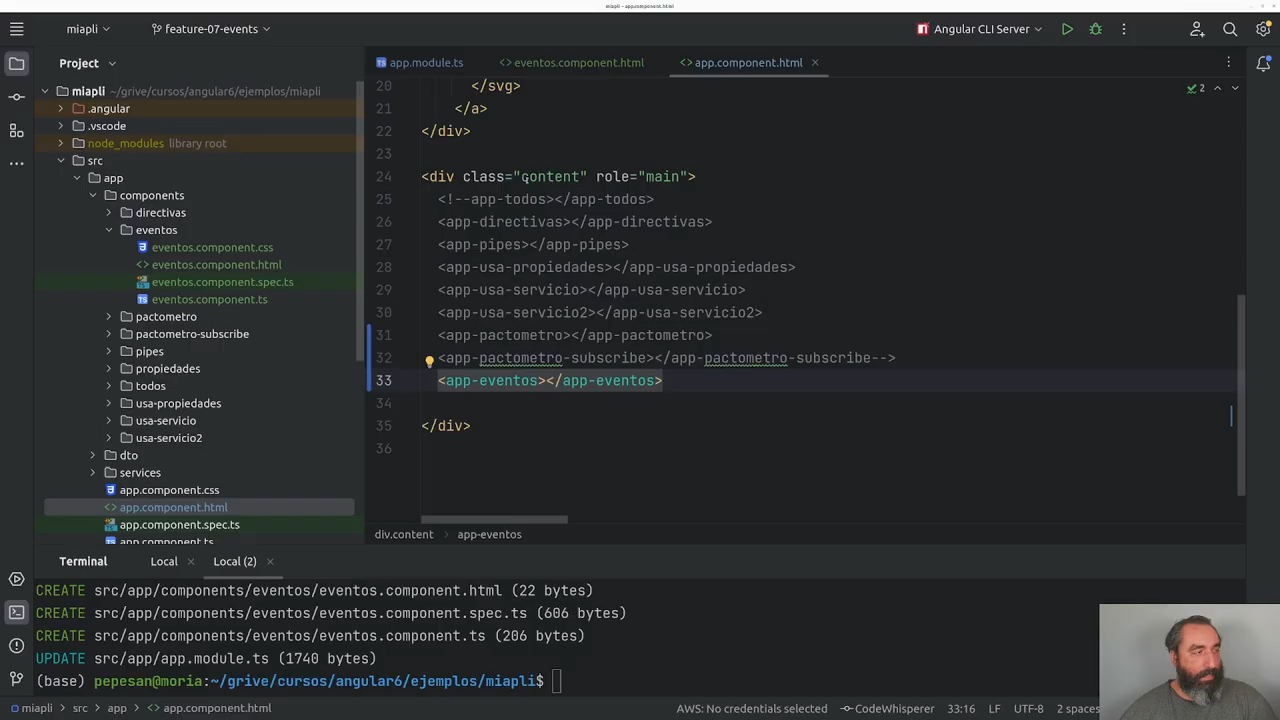 miapli – app.component.html
miapli
feature-07-events
Angular CLI Server
Project
app.module.ts
<> eventos.component.html
<> app.component.html
miapli ~/grive/cursos/angular6/ejemplos/miapli
.angular
.vscode
node_modules library root
src
app
components
directivas
eventos
eventos.component.css
<> eventos.component.html
eventos.component.spec.ts
eventos.component.ts
pactometro
pactometro-subscribe
pipes
propiedades
todos
usa-propiedades
usa-servicio
usa-servicio2
dto
services
app.component.css
<> app.component.html
app.component.spec.ts
app.component.ts
2
20 </svg>
21 </a>
22 </div>
23
24 <div class="content" role="main">
25 <!--app-todos></app-todos>
26 <app-directivas></app-directivas>
27 <app-pipes></app-pipes>
28 <app-usa-propiedades></app-usa-propiedades>
29 <app-usa-servicio></app-usa-servicio>
30 <app-usa-servicio2></app-usa-servicio2>
31 <app-pactometro></app-pactometro>
32 <app-pactometro-subscribe></app-pactometro-subscribe-->
33 <app-eventos></app-eventos>
34
35 </div>
36
div.content > app-eventos
Terminal Local Local (2)
CREATE src/app/components/eventos/eventos.component.html (22 bytes)
CREATE src/app/components/eventos/eventos.component.spec.ts (606 bytes)
CREATE src/app/components/eventos/eventos.component.ts (206 bytes)
UPDATE src/app/app.module.ts (1740 bytes)
(base) pepesan@moria:~/grive/cursos/angular6/ejemplos/miapli$
miapli > src > app > <> app.component.html
AWS: No credentials selected CodeWhisperer 33:16 LF UTF-8 2 spaces